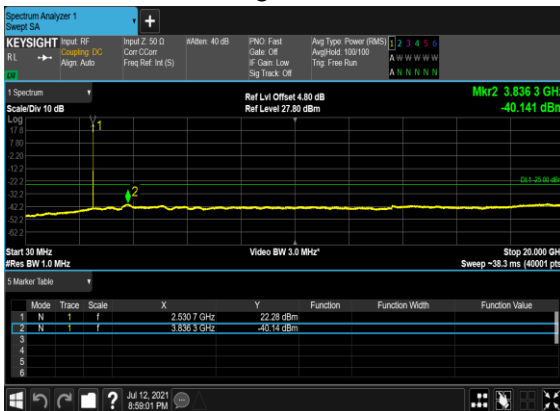 Spectrum Analyzer 1
Swept SA
+
KEYSIGHT Input: RF Input Z: 50 Ω #Atten: 40 dB PNO: Fast Avg Type: Power (RMS) 1 2 3 4 5 6
RL Coupling: DC Corr CCorr Gate: Off Avg|Hold: 100/100 A W W W W W
Align: Auto Freq Ref: Int (S) IF Gain: Low Trig: Free Run
LV Sig Track: Off A N N N N N
1 Spectrum Ref Lvl Offset 4.80 dB Mkr2 3.836 3 GHz
Scale/Div 10 dB Ref Level 27.80 dBm -40.141 dBm
Log
17.8
1
7.80
-2.20
-12.2
-22.2 DL1 -25.00 dBm
-32.2 2
-42.2
-52.2
-62.2
Start 30 MHz Video BW 3.0 MHz* Stop 20.000 GHz
#Res BW 1.0 MHz Sweep ~38.3 ms (40001 pts)
5 Marker Table
Mode Trace Scale X Y Function Function Width Function Value
1 N 1 f 2.530 7 GHz 22.28 dBm
2 N 1 f 3.836 3 GHz -40.14 dBm
3
4
5
6
? Jul 12, 2021
8:59:01 PM